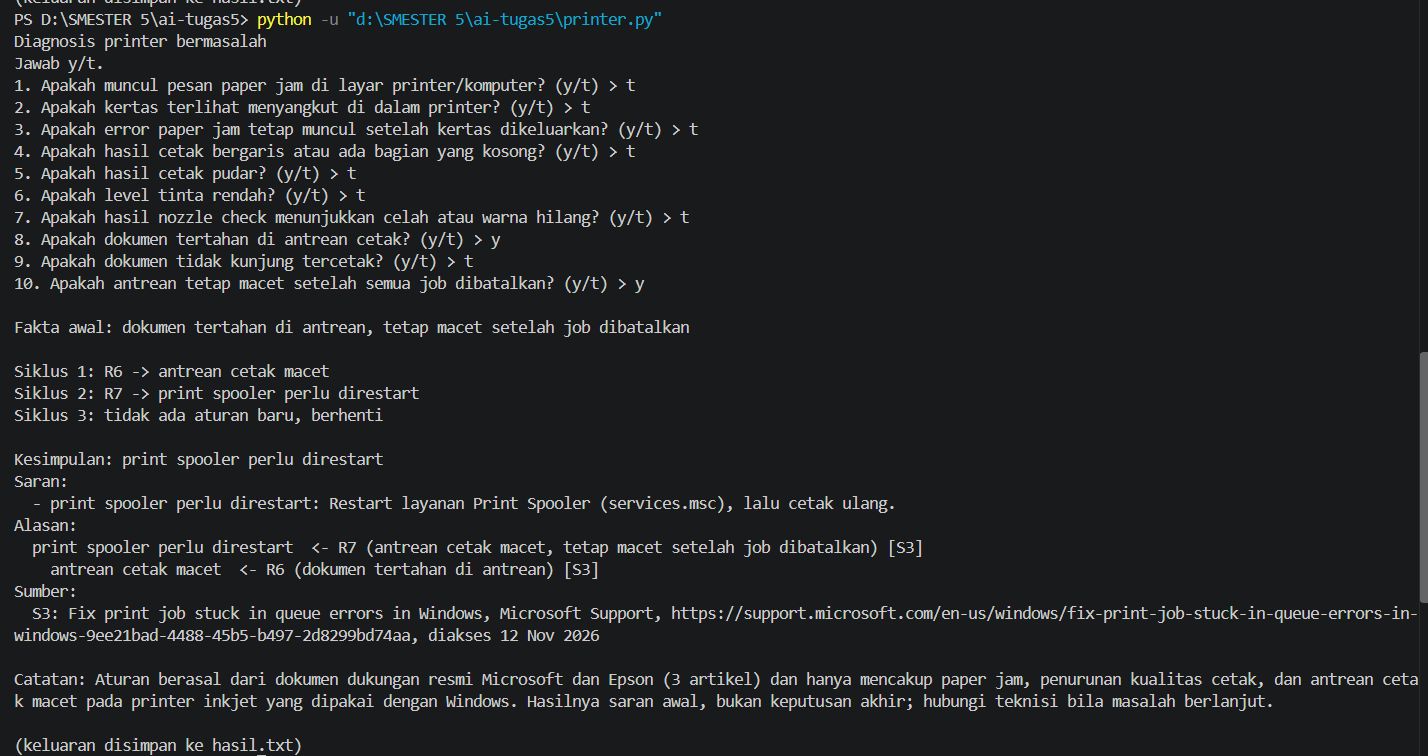 (keluaran disimpan ke hasil.txt)
PS D:\SMESTER 5\ai-tugas5> python -u "d:\SMESTER 5\ai-tugas5\printer.py"
Diagnosis printer bermasalah
Jawab y/t.
1. Apakah muncul pesan paper jam di layar printer/komputer? (y/t) > t
2. Apakah kertas terlihat menyangkut di dalam printer? (y/t) > t
3. Apakah error paper jam tetap muncul setelah kertas dikeluarkan? (y/t) > t
4. Apakah hasil cetak bergaris atau ada bagian yang kosong? (y/t) > t
5. Apakah hasil cetak pudar? (y/t) > t
6. Apakah level tinta rendah? (y/t) > t
7. Apakah hasil nozzle check menunjukkan celah atau warna hilang? (y/t) > t
8. Apakah dokumen tertahan di antrean cetak? (y/t) > y
9. Apakah dokumen tidak kunjung tercetak? (y/t) > t
10. Apakah antrean tetap macet setelah semua job dibatalkan? (y/t) > y
Fakta awal: dokumen tertahan di antrean, tetap macet setelah job dibatalkan
Siklus 1: R6 -> antrean cetak macet
Siklus 2: R7 -> print spooler perlu direstart
Siklus 3: tidak ada aturan baru, berhenti
Kesimpulan: print spooler perlu direstart
Saran:
- print spooler perlu direstart: Restart layanan Print Spooler (services.msc), lalu cetak ulang.
Alasan:
print spooler perlu direstart <- R7 (antrean cetak macet, tetap macet setelah job dibatalkan) [S3]
antrean cetak macet <- R6 (dokumen tertahan di antrean) [S3]
Sumber:
S3: Fix print job stuck in queue errors in Windows, Microsoft Support, https://support.microsoft.com/en-us/windows/fix-print-job-stuck-in-queue-errors-in-
windows-9ee21bad-4488-45b5-b497-2d8299bd74aa, diakses 12 Nov 2026
Catatan: Aturan berasal dari dokumen dukungan resmi Microsoft dan Epson (3 artikel) dan hanya mencakup paper jam, penurunan kualitas cetak, dan antrean ceta
k macet pada printer inkjet yang dipakai dengan Windows. Hasilnya saran awal, bukan keputusan akhir; hubungi teknisi bila masalah berlanjut.
(keluaran disimpan ke hasil.txt)